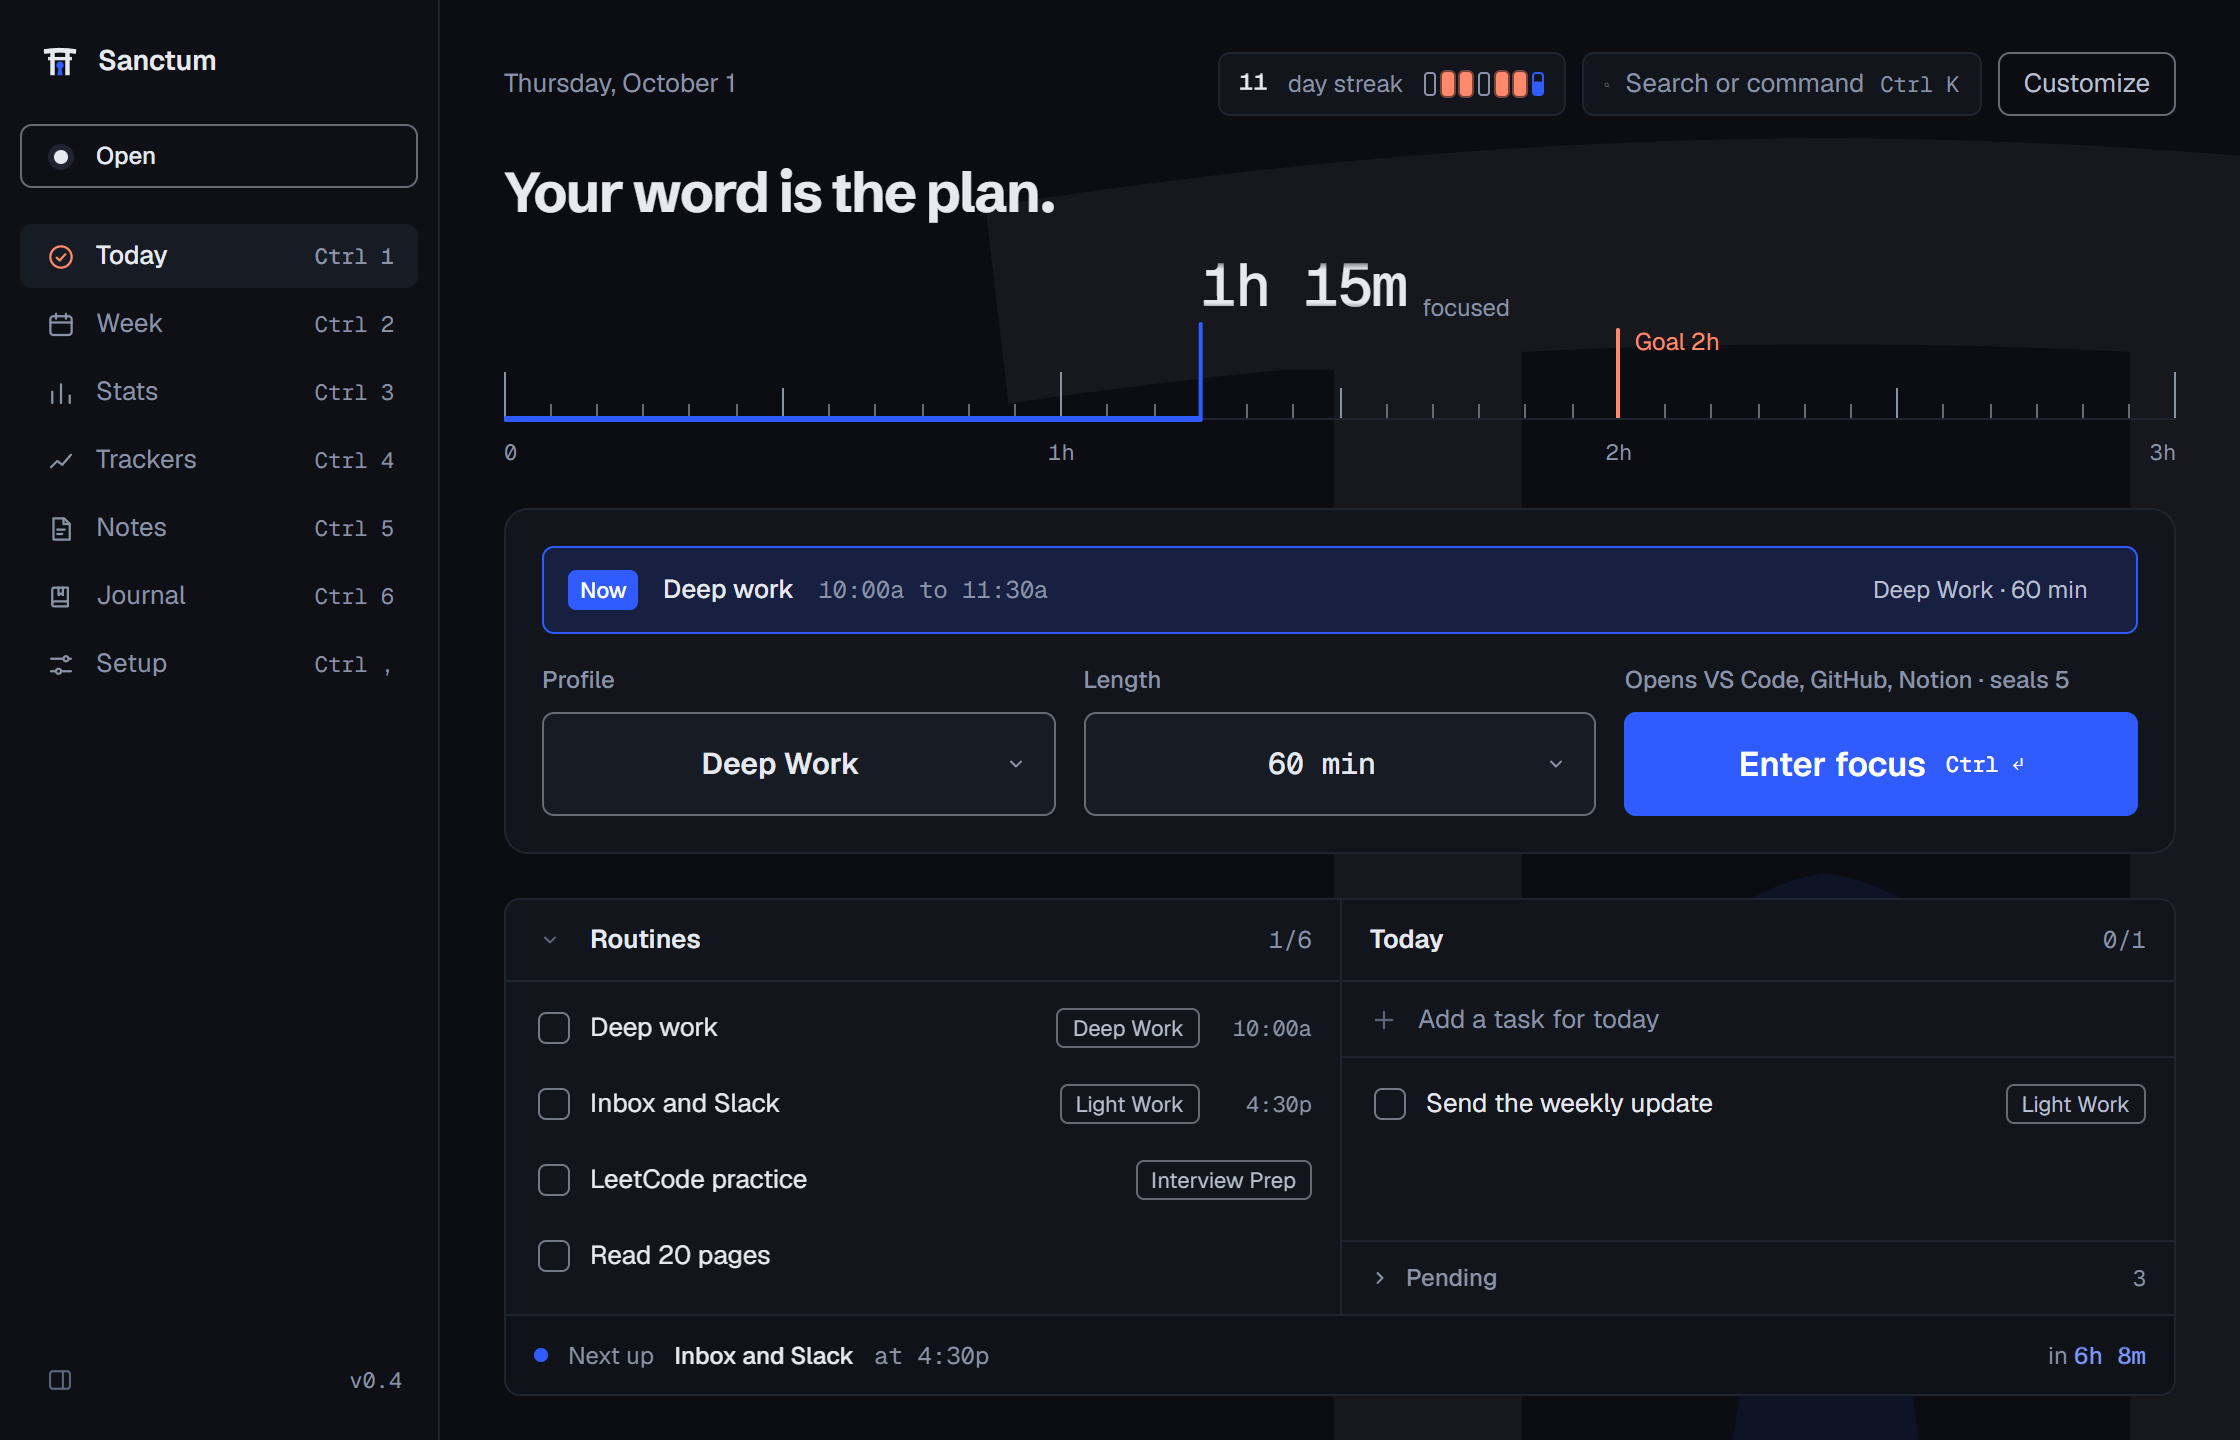 Sanctum
Open
Today Ctrl 1
Week Ctrl 2
Stats Ctrl 3
Trackers Ctrl 4
Notes Ctrl 5
Journal Ctrl 6
Setup Ctrl ,
v0.4
Thursday, October 1
11 day streak
Search or command Ctrl K
Customize
Your word is the plan.
1h 15m focused
Goal 2h
0 1h 2h 3h
Now Deep work 10:00a to 11:30a Deep Work · 60 min
Profile
Deep Work
Length
60 min
Opens VS Code, GitHub, Notion · seals 5
Enter focus Ctrl ↵
Routines 1/6
Deep work Deep Work 10:00a
Inbox and Slack Light Work 4:30p
LeetCode practice Interview Prep
Read 20 pages
Today 0/1
Add a task for today
Send the weekly update Light Work
Pending 3
Next up Inbox and Slack at 4:30p in 6h 8m